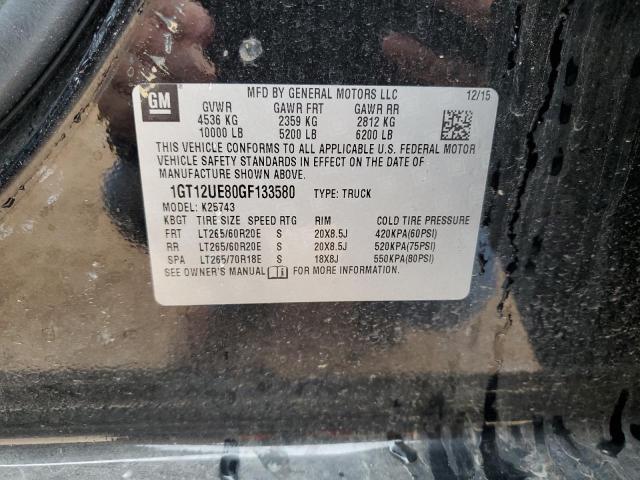 MFD BY GENERAL MOTORS LLC 12/15
GM
GVWR GAWR FRT GAWR RR
4536 KG 2359 KG 2812 KG
10000 LB 5200 LB 6200 LB
THIS VEHICLE CONFORMS TO ALL APPLICABLE U.S. FEDERAL MOTOR
VEHICLE SAFETY STANDARDS IN EFFECT ON THE DATE OF
MANUFACTURE SHOWN ABOVE.
1GT12UE80GF133580 TYPE: TRUCK
MODEL: K25743
KBGT TIRE SIZE SPEED RTG RIM COLD TIRE PRESSURE
FRT LT265/60R20E S 20X8.5J 420KPA(60PSI)
RR LT265/60R20E S 20X8.5J 520KPA(75PSI)
SPA LT265/70R18E S 18X8J 550KPA(80PSI)
SEE OWNER'S MANUAL FOR MORE INFORMATION